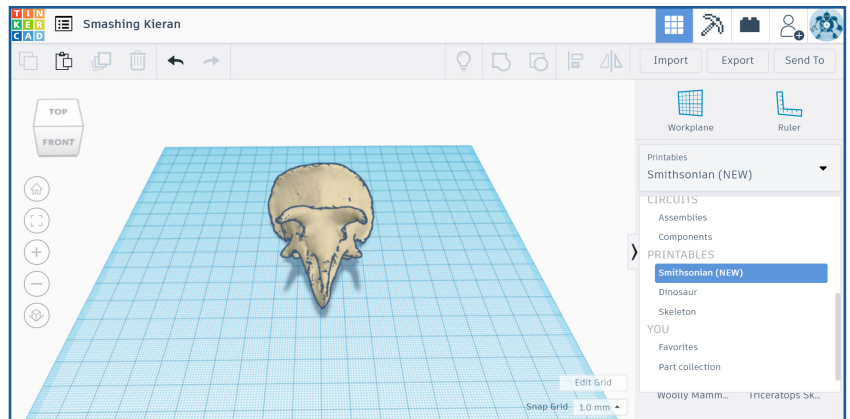 TIN
KER
CAD
Smashing Kieran
Import
Export
Send To
TOP
FRONT
Workplane
Ruler
Printables
Smithsonian (NEW)
CIRCUITS
Assemblies
Components
PRINTABLES
Smithsonian (NEW)
Dinosaur
Skeleton
YOU
Favorites
Part collection
Woolly Mamm...
Triceratops Sk...
Edit Grid
Snap Grid 1.0 mm